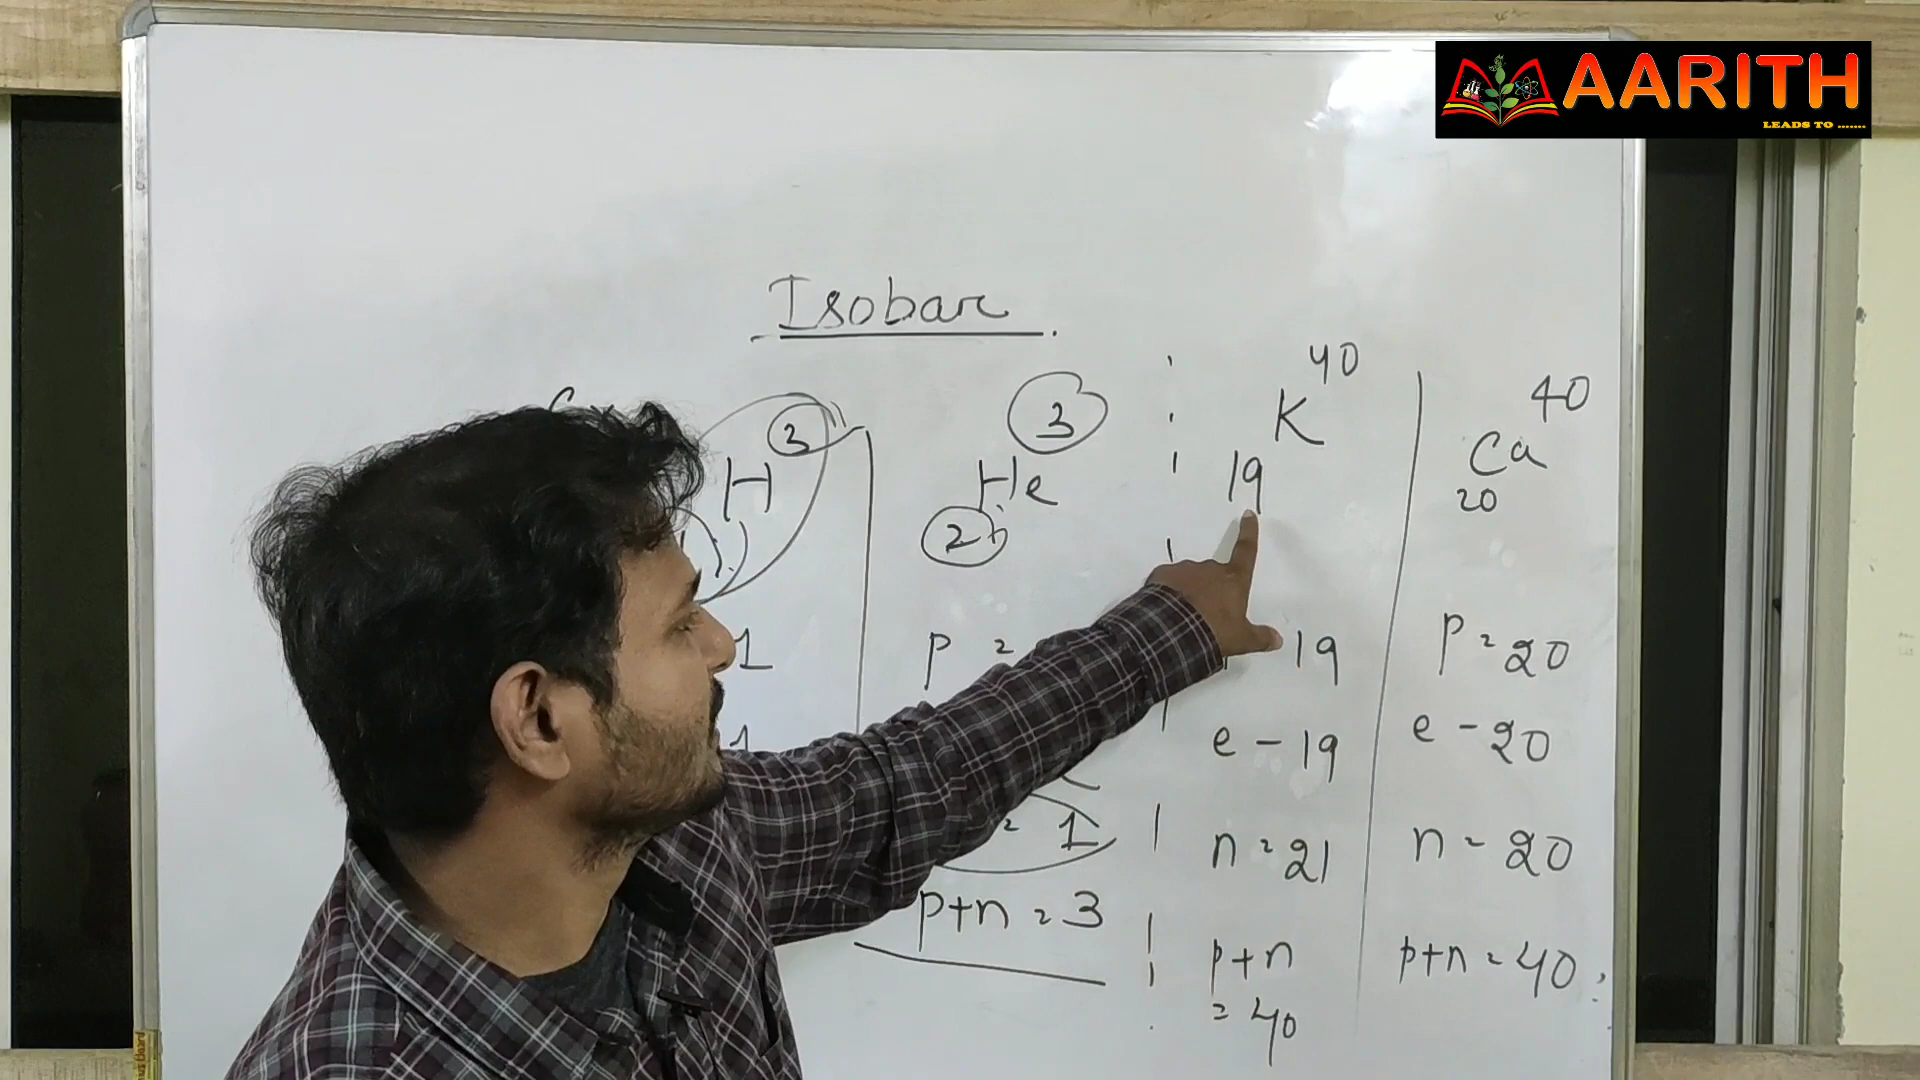 AARITH
LEADS TO .......
Isobar
H 3
1
1
He 3
2
p =
= 1
p+n = 3
K 40
19
- 19
e - 19
n = 21
p+n
= 40
Ca 40
20
p = 20
e - 20
n = 20
p+n = 40